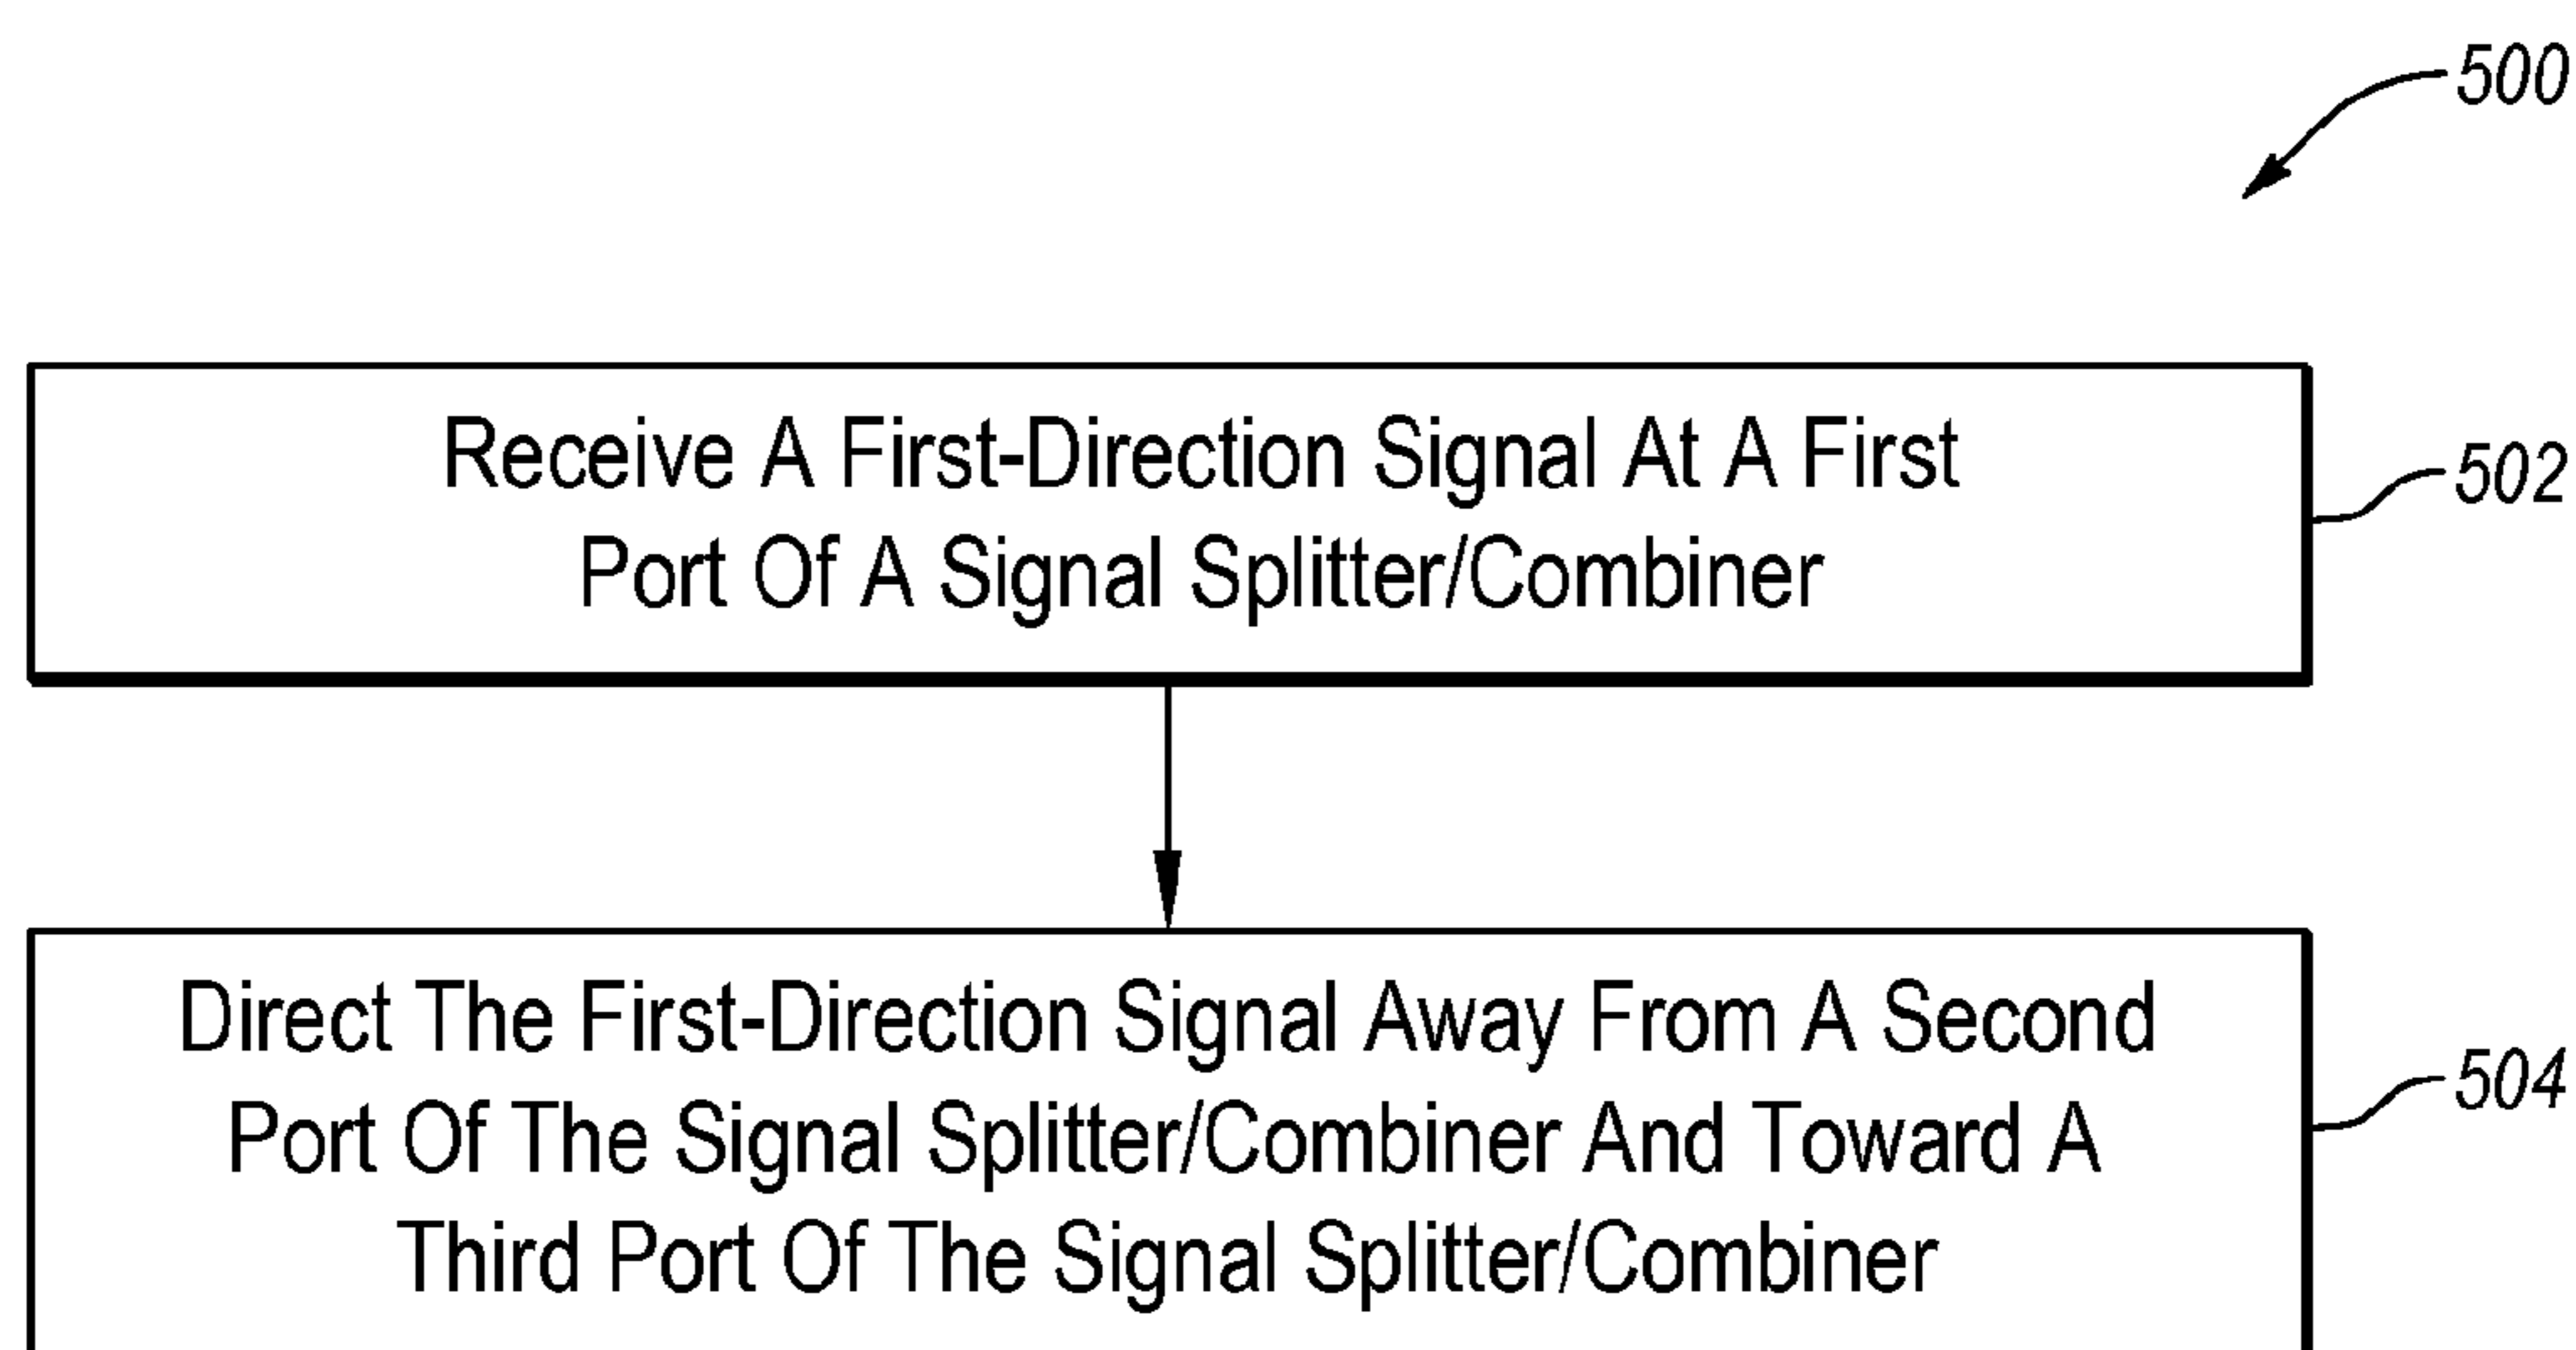 500
Receive A First-Direction Signal At A First
Port Of A Signal Splitter/Combiner
502
Direct The First-Direction Signal Away From A Second
Port Of The Signal Splitter/Combiner And Toward A
Third Port Of The Signal Splitter/Combiner
504